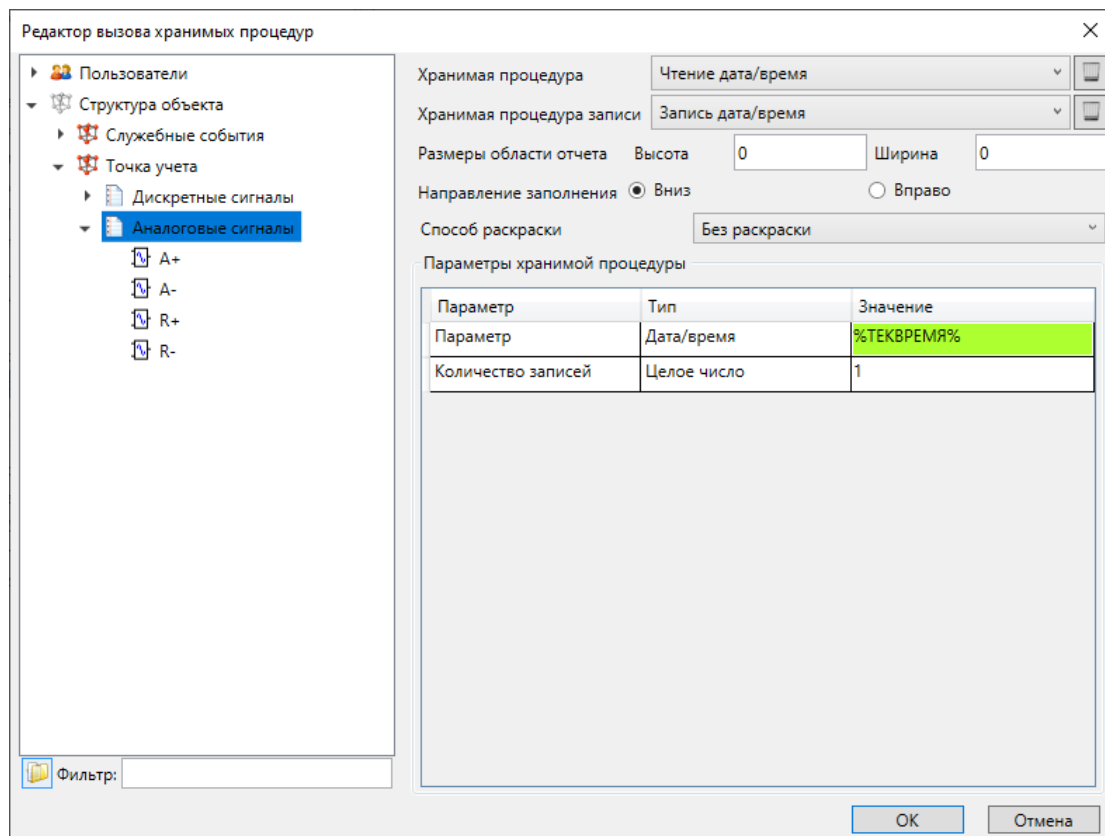 Редактор вызова хранимых процедур
Пользователи
Структура объекта
Служебные события
Точка учета
Дискретные сигналы
Аналоговые сигналы
A+
A-
R+
R-
Фильтр:
Хранимая процедура Чтение дата/время
Хранимая процедура записи Запись дата/время
Размеры области отчета Высота 0 Ширина 0
Направление заполнения Вниз Вправо
Способ раскраски Без раскраски
Параметры хранимой процедуры
Параметр Тип Значение
Параметр Дата/время %ТЕКВРЕМЯ%
Количество записей Целое число 1
OK Отмена